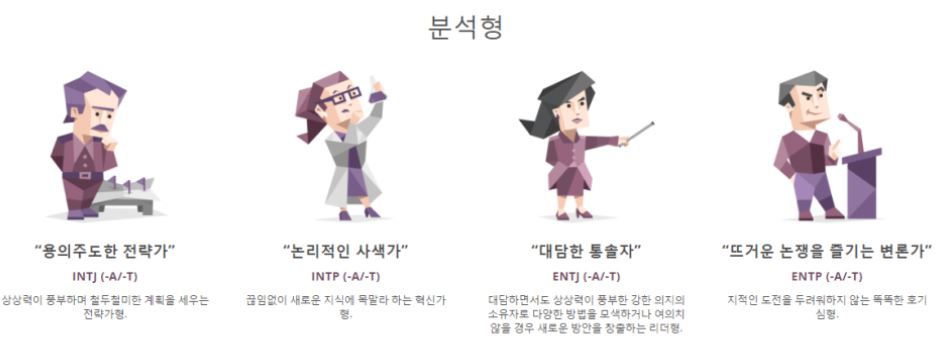 분석형
“용의주도한 전략가”
INTJ (-A/-T)
상상력이 풍부하며 철두철미한 계획을 세우는
전략가형.
“논리적인 사색가”
INTP (-A/-T)
끊임없이 새로운 지식에 목말라 하는 혁신가
형.
“대담한 통솔자”
ENTJ (-A/-T)
대담하면서도 상상력이 풍부한 강한 의지의
소유자로 다양한 방법을 모색하거나 여의치
않을 경우 새로운 방안을 창출하는 리더형.
“뜨거운 논쟁을 즐기는 변론가”
ENTP (-A/-T)
지적인 도전을 두려워하지 않는 똑똑한 호기
심형.